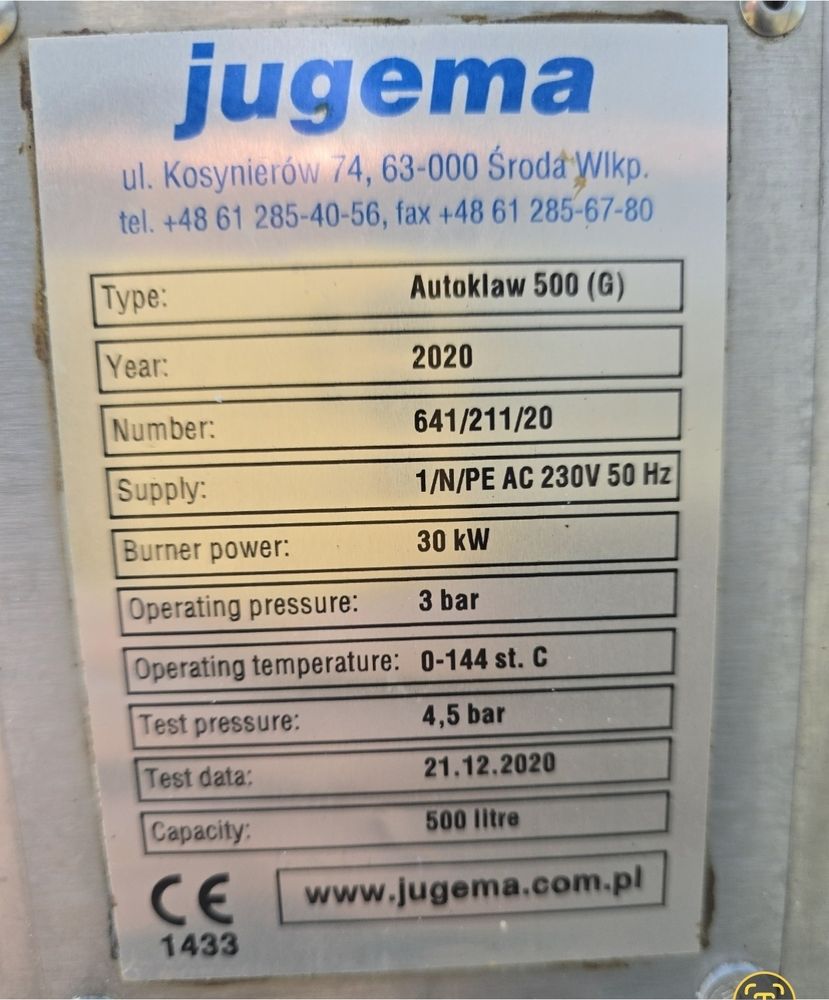 jugema
ul. Kosynierów 74, 63-000 Środa Wlkp.
tel. +48 61 285-40-56, fax +48 61 285-67-80
Type: Autoklaw 500 (G)
Year: 2020
Number: 641/211/20
Supply: 1/N/PE AC 230V 50 Hz
Burner power: 30 kW
Operating pressure: 3 bar
Operating temperature: 0-144 st. C
Test pressure: 4,5 bar
Test data: 21.12.2020
Capacity: 500 litre
CE www.jugema.com.pl
1433